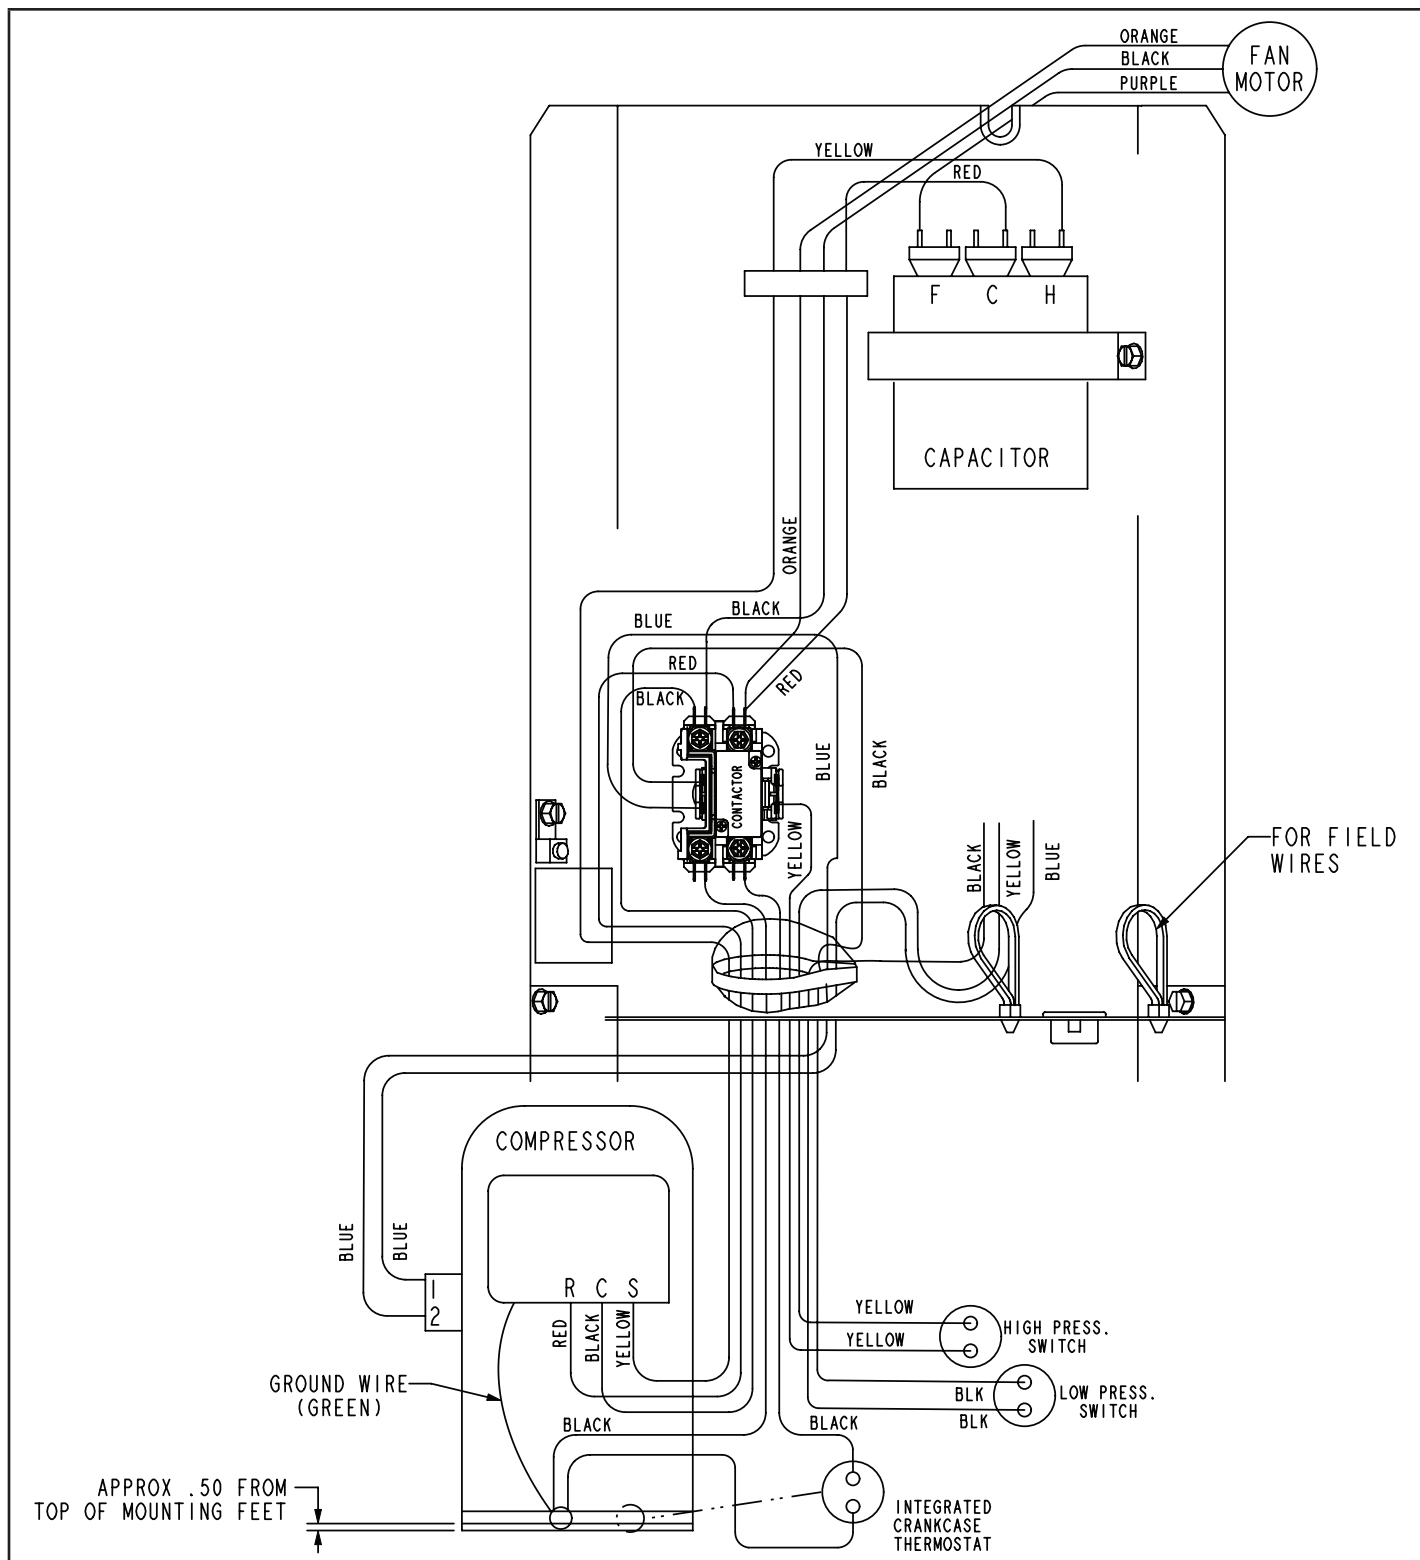 ORANGE
BLACK
PURPLE
FAN
MOTOR
YELLOW
RED
F C H
CAPACITOR
ORANGE
BLACK
BLUE
RED
RED
BLACK
CONTACTOR
BLUE
BLACK
YELLOW
BLACK
YELLOW
BLUE
FOR FIELD
WIRES
COMPRESSOR
BLUE
BLUE
1
2
R C S
RED
BLACK
YELLOW
YELLOW
YELLOW
HIGH PRESS.
SWITCH
GROUND WIRE
(GREEN)
BLK
BLK
LOW PRESS.
SWITCH
BLACK
BLACK
APPROX .50 FROM
TOP OF MOUNTING FEET
INTEGRATED
CRANKCASE
THERMOSTAT